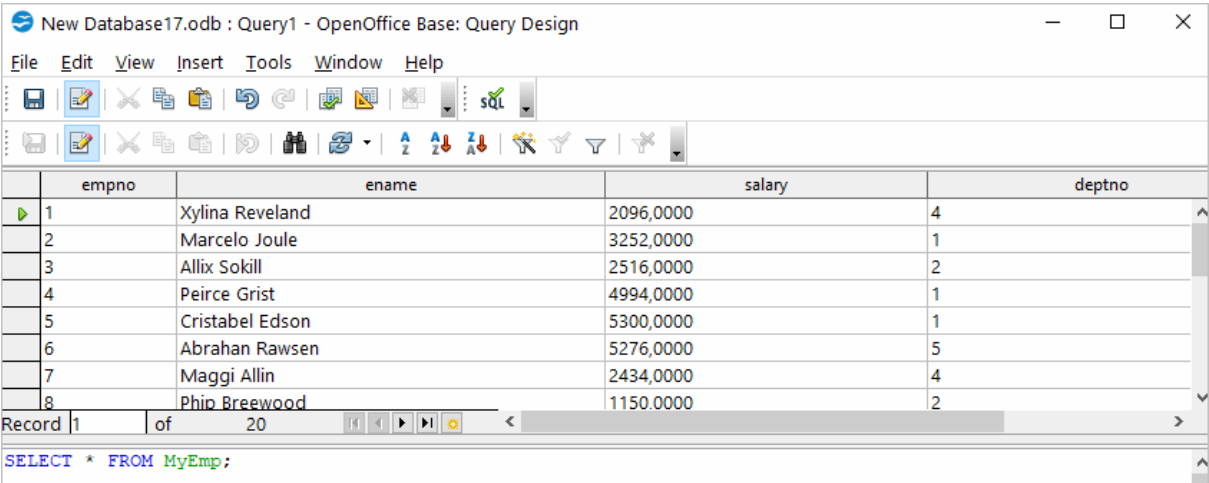 New Database17.odb : Query1 - OpenOffice Base: Query Design
File Edit View Insert Tools Window Help
SQL
A Z A Z Z A
empno ename salary deptno
1 Xylina Reveland 2096,0000 4
2 Marcelo Joule 3252,0000 1
3 Allix Sokill 2516,0000 2
4 Peirce Grist 4994,0000 1
5 Cristabel Edson 5300,0000 1
6 Abrahan Rawsen 5276,0000 5
7 Maggi Allin 2434,0000 4
8 Phip Breewood 1150,0000 2
Record 1 of 20
SELECT * FROM MyEmp;